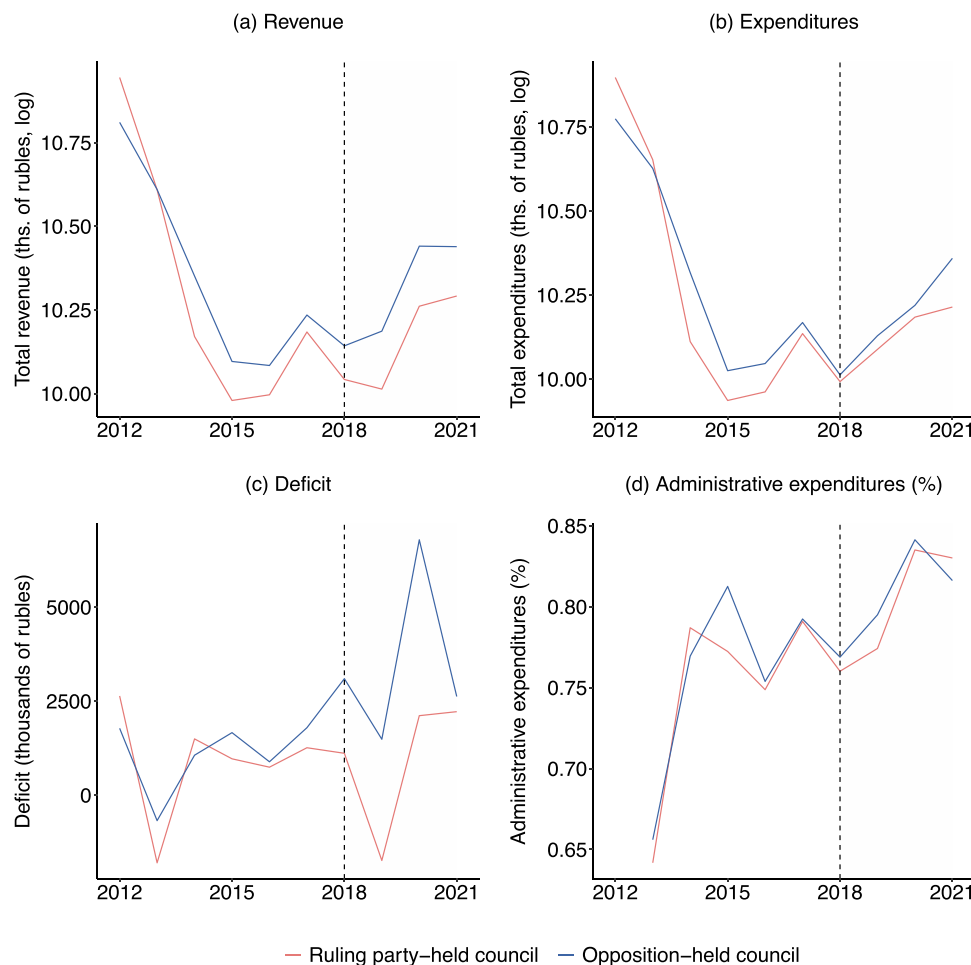 (a) Revenue
Total revenue (ths. of rubles, log)
10.75
10.50
10.25
10.00
2012 2015 2018 2021
(b) Expenditures
Total expenditures (ths. of rubles, log)
10.75
10.50
10.25
10.00
2012 2015 2018 2021
(c) Deficit
Deficit (thousands of rubles)
5000
2500
0
2012 2015 2018 2021
(d) Administrative expenditures (%)
Administrative expenditures (%)
0.85
0.80
0.75
0.70
0.65
2012 2015 2018 2021
Ruling party–held council Opposition–held council